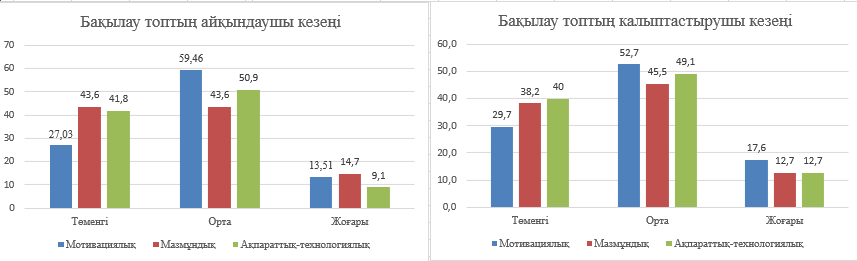 Бақылау топтың айқындаушы кезеңі
70
60
50
40
30
20
10
0
27,03
43,6
41,8
59,46
43,6
50,9
13,51
14,7
9,1
Төменгі
Орта
Жоғары
Мотивациялық
Мазмұндық
Ақпараттық-технологиялық
Бақылау топтың калыптастырушы кезеңі
60,0
50,0
40,0
30,0
20,0
10,0
0,0
29,7
38,2
40
52,7
45,5
49,1
17,6
12,7
12,7
Төменгі
Орта
Жоғары
Мотивациялық
Мазмұндық
Ақпараттық-технологиялық